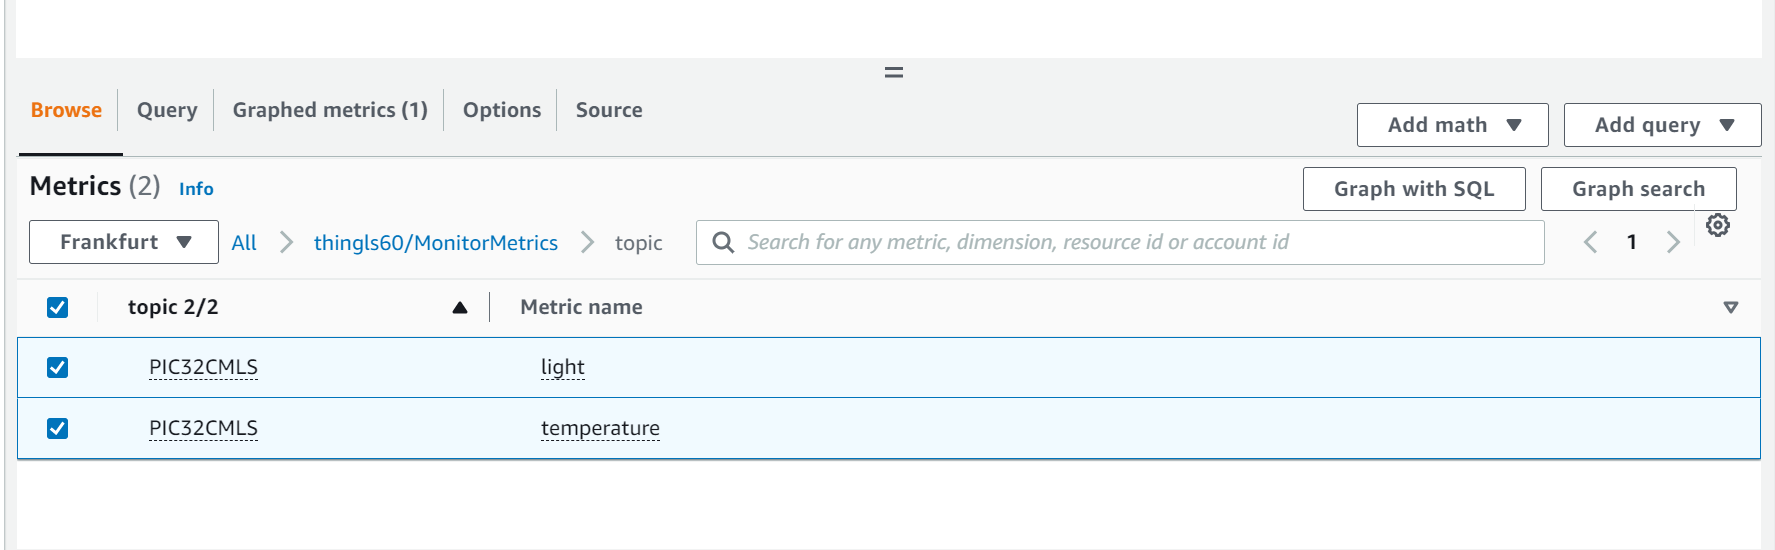 Browse Query Graphed metrics (1) Options Source
Add math Add query
Metrics (2) Info
Graph with SQL Graph search
Frankfurt All thingls60/MonitorMetrics topic Search for any metric, dimension, resource id or account id 1
topic 2/2 Metric name
PIC32CMLS light
PIC32CMLS temperature